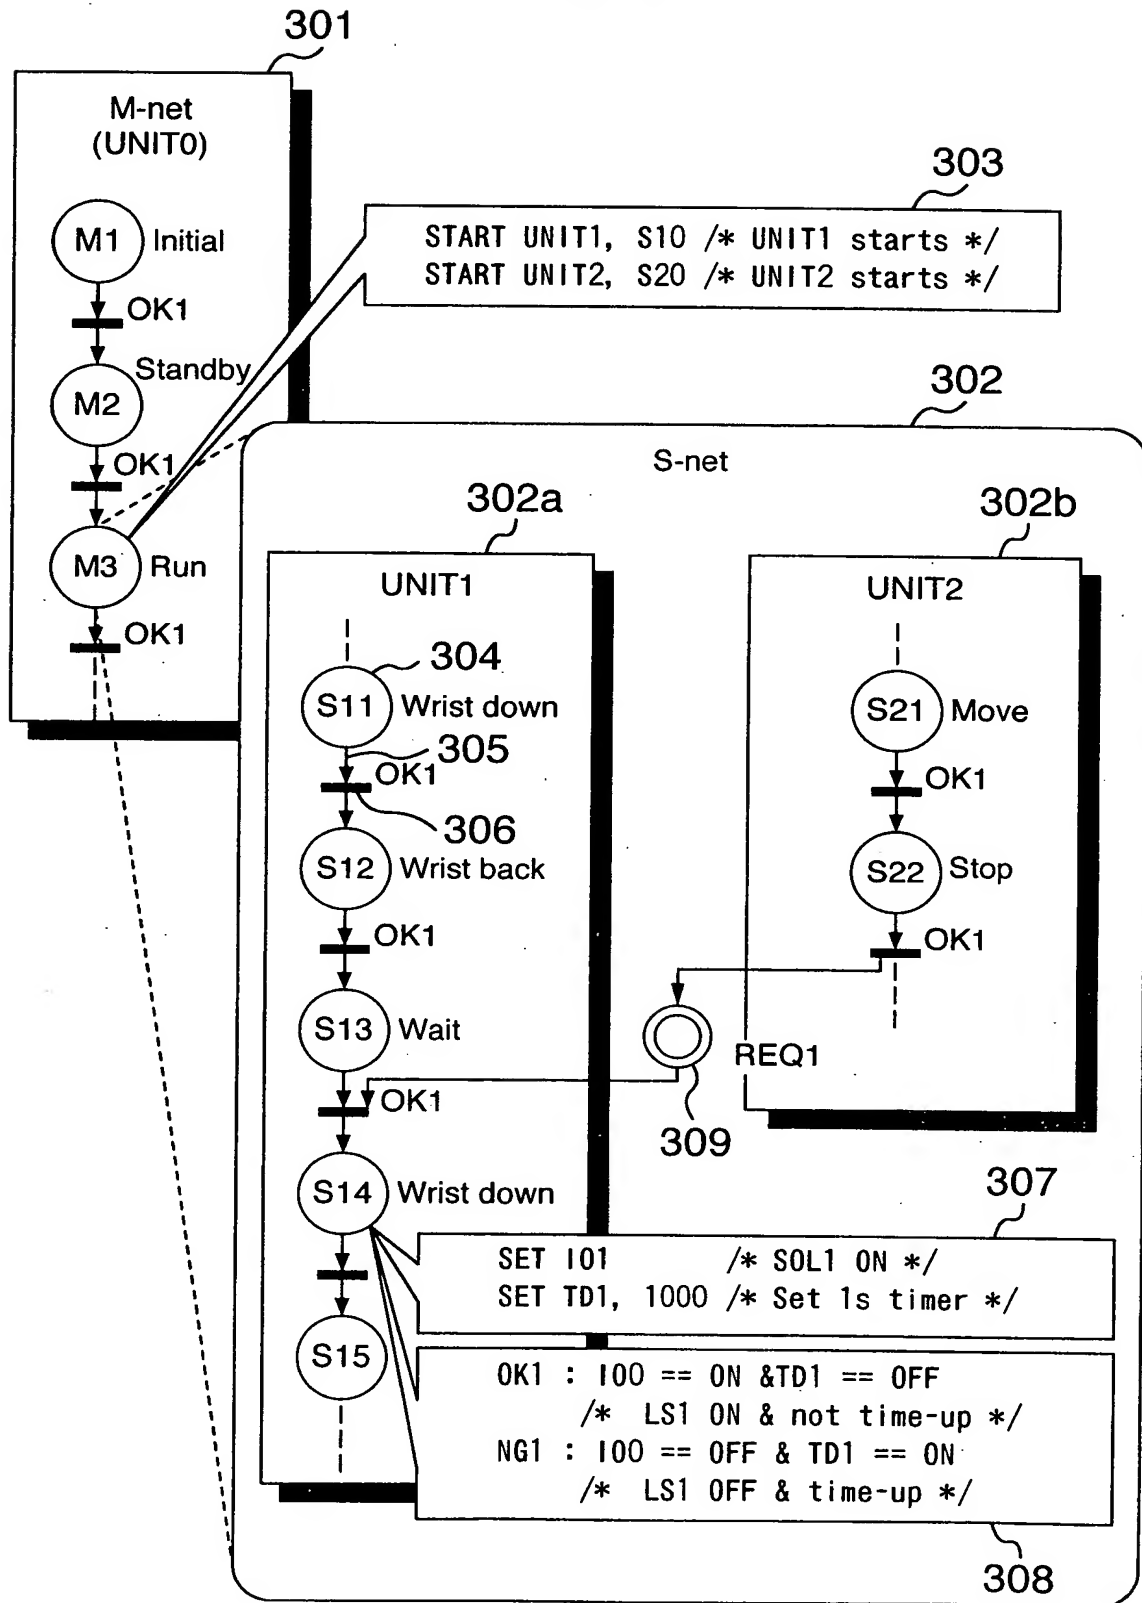 301
M-net
(UNIT0)
M1 Initial
OK1
Standby
M2
OK1
M3 Run
OK1
303
START UNIT1, S10 /* UNIT1 starts */
START UNIT2, S20 /* UNIT2 starts */
302
S-net
302a
UNIT1
304
S11 Wrist down
305
OK1
306
S12 Wrist back
OK1
S13 Wait
OK1
S14 Wrist down
S15
302b
UNIT2
S21 Move
OK1
S22 Stop
OK1
REQ1
309
307
SET I01 /* SOL1 ON */
SET TD1, 1000 /* Set 1s timer */
OK1 : I00 == ON &TD1 == OFF
/* LS1 ON & not time-up */
NG1 : I00 == OFF & TD1 == ON
/* LS1 OFF & time-up */
308